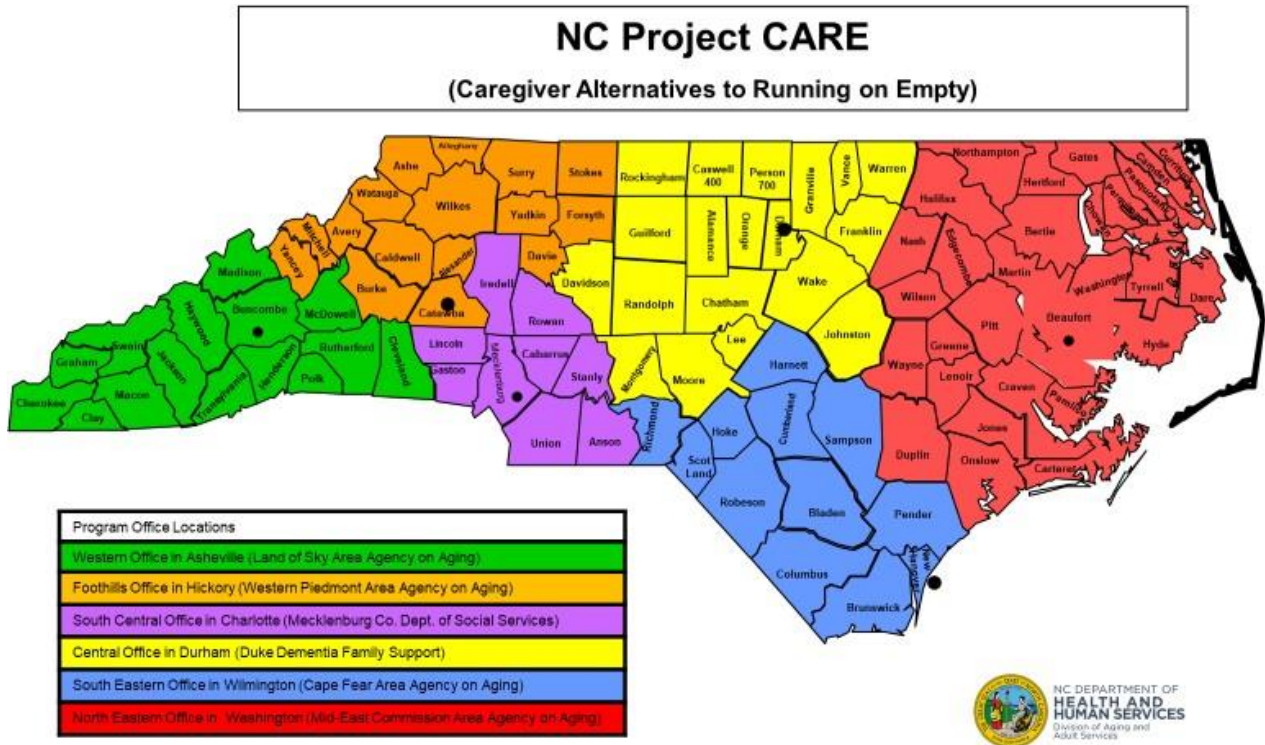 NC Project CARE
(Caregiver Alternatives to Running on Empty)
Ashe
Alleghany
Surry
Stokes
Rockingham
Caswell
400
Person
700
Granville
Vance
Warren
Northampton
Gates
Currituck
Camden
Pasquotank
Perquimans
Chowan
Hertford
Halifax
Watauga
Wilkes
Yadkin
Forsyth
Guilford
Alamance
Orange
Durham
Franklin
Nash
Edgecombe
Bertie
Mitchell
Avery
Yancey
Caldwell
Alexander
Iredell
Davie
Davidson
Randolph
Chatham
Wake
Wilson
Martin
Washington
Tyrrell
Dare
Madison
Burke
Catawba
Rowan
Johnston
Pitt
Beaufort
Hyde
Haywood
Buncombe
McDowell
Lincoln
Lee
Greene
Graham
Swain
Jackson
Rutherford
Cleveland
Gaston
Mecklenburg
Cabarrus
Stanly
Montgomery
Moore
Harnett
Wayne
Lenoir
Craven
Pamlico
Cherokee
Clay
Macon
Transylvania
Henderson
Polk
Union
Anson
Richmond
Hoke
Cumberland
Sampson
Duplin
Jones
Onslow
Carteret
Scot
Land
Robeson
Bladen
Pender
Columbus
Brunswick
New
Hanover
Program Office Locations
Western Office in Asheville (Land of Sky Area Agency on Aging)
Foothills Office in Hickory (Western Piedmont Area Agency on Aging)
South Central Office in Charlotte (Mecklenburg Co. Dept. of Social Services)
Central Office in Durham (Duke Dementia Family Support)
South Eastern Office in Wilmington (Cape Fear Area Agency on Aging)
North Eastern Office in Washington (Mid-East Commission Area Agency on Aging)
NC DEPARTMENT OF
HEALTH AND
HUMAN SERVICES
Division of Aging and
Adult Services